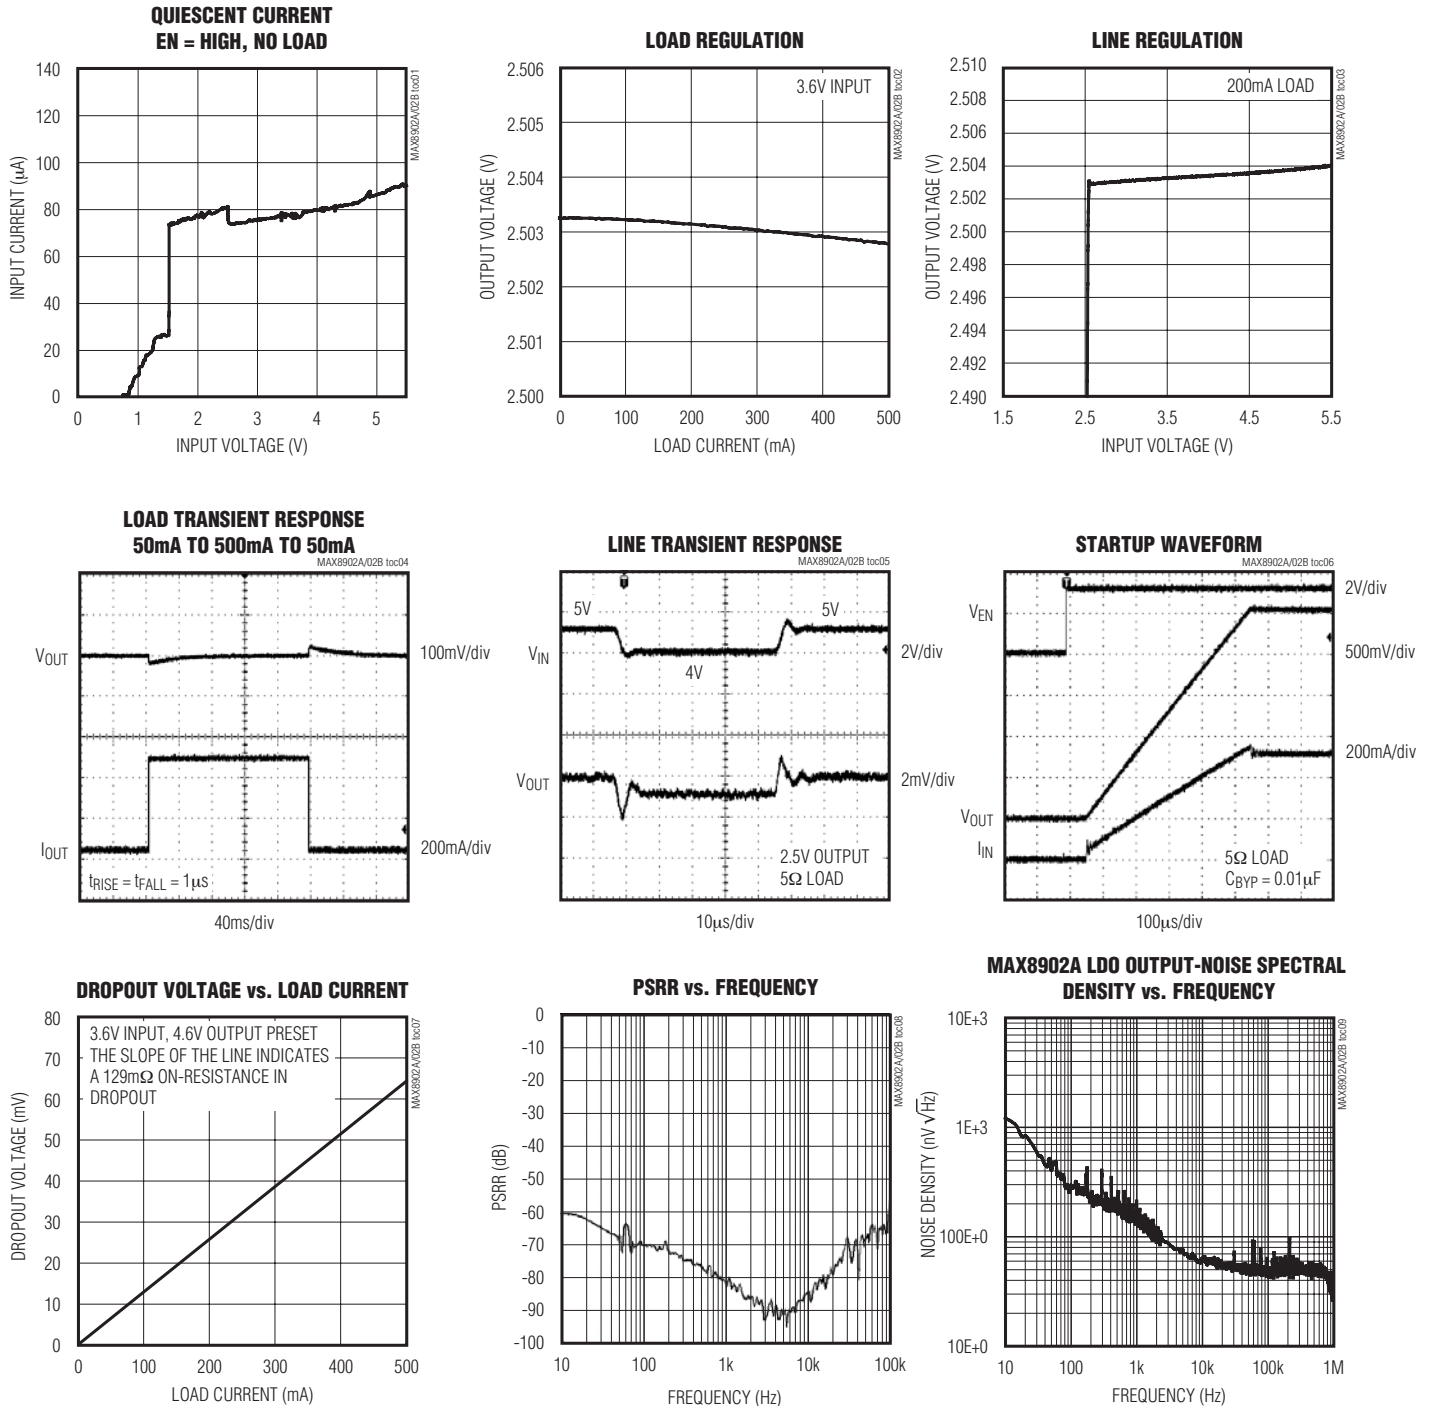 QUIESCENT CURRENT
EN = HIGH, NO LOAD
MAX8902A/02B toc01
INPUT CURRENT (μA)
140
120
100
80
60
40
20
0
0 1 2 3 4 5
INPUT VOLTAGE (V)
LOAD REGULATION
3.6V INPUT
MAX8902A/02B toc02
OUTPUT VOLTAGE (V)
2.506
2.505
2.504
2.503
2.502
2.501
2.500
0 100 200 300 400 500
LOAD CURRENT (mA)
LINE REGULATION
200mA LOAD
MAX8902A/02B toc03
OUTPUT VOLTAGE (V)
2.510
2.508
2.506
2.504
2.502
2.500
2.498
2.496
2.494
2.492
2.490
1.5 2.5 3.5 4.5 5.5
INPUT VOLTAGE (V)
LOAD TRANSIENT RESPONSE
50mA TO 500mA TO 50mA
MAX8902A/02B toc04
VOUT
100mV/div
IOUT
200mA/div
tRISE = tFALL = 1μs
40ms/div
LINE TRANSIENT RESPONSE
MAX8902A/02B toc05
5V
5V
VIN
2V/div
4V
VOUT
2mV/div
2.5V OUTPUT
5Ω LOAD
10μs/div
STARTUP WAVEFORM
MAX8902A/02B toc06
2V/div
VEN
500mV/div
200mA/div
VOUT
IIN
5Ω LOAD
CBYP = 0.01μF
100μs/div
DROPOUT VOLTAGE vs. LOAD CURRENT
3.6V INPUT, 4.6V OUTPUT PRESET
THE SLOPE OF THE LINE INDICATES
A 129mΩ ON-RESISTANCE IN
DROPOUT
MAX8902A/02B toc07
DROPOUT VOLTAGE (mV)
80
70
60
50
40
30
20
10
0
0 100 200 300 400 500
LOAD CURRENT (mA)
PSRR vs. FREQUENCY
MAX8902A/02B toc08
PSRR (dB)
0
-10
-20
-30
-40
-50
-60
-70
-80
-90
-100
10 100 1k 10k 100k
FREQUENCY (Hz)
MAX8902A LDO OUTPUT-NOISE SPECTRAL
DENSITY vs. FREQUENCY
MAX8902A/02B toc09
NOISE DENSITY (nV √Hz)
10E+3
1E+3
100E+0
10E+0
10 100 1k 10k 100k 1M
FREQUENCY (Hz)